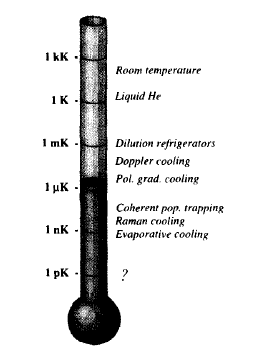 1 kK
Room temperature
1 K
Liquid He
1 mK
Dilution refrigerators
Doppler cooling
Pol. grad. cooling
1 μK
Coherent pop. trapping
Raman cooling
1 nK
Evaporative cooling
1 pK
?